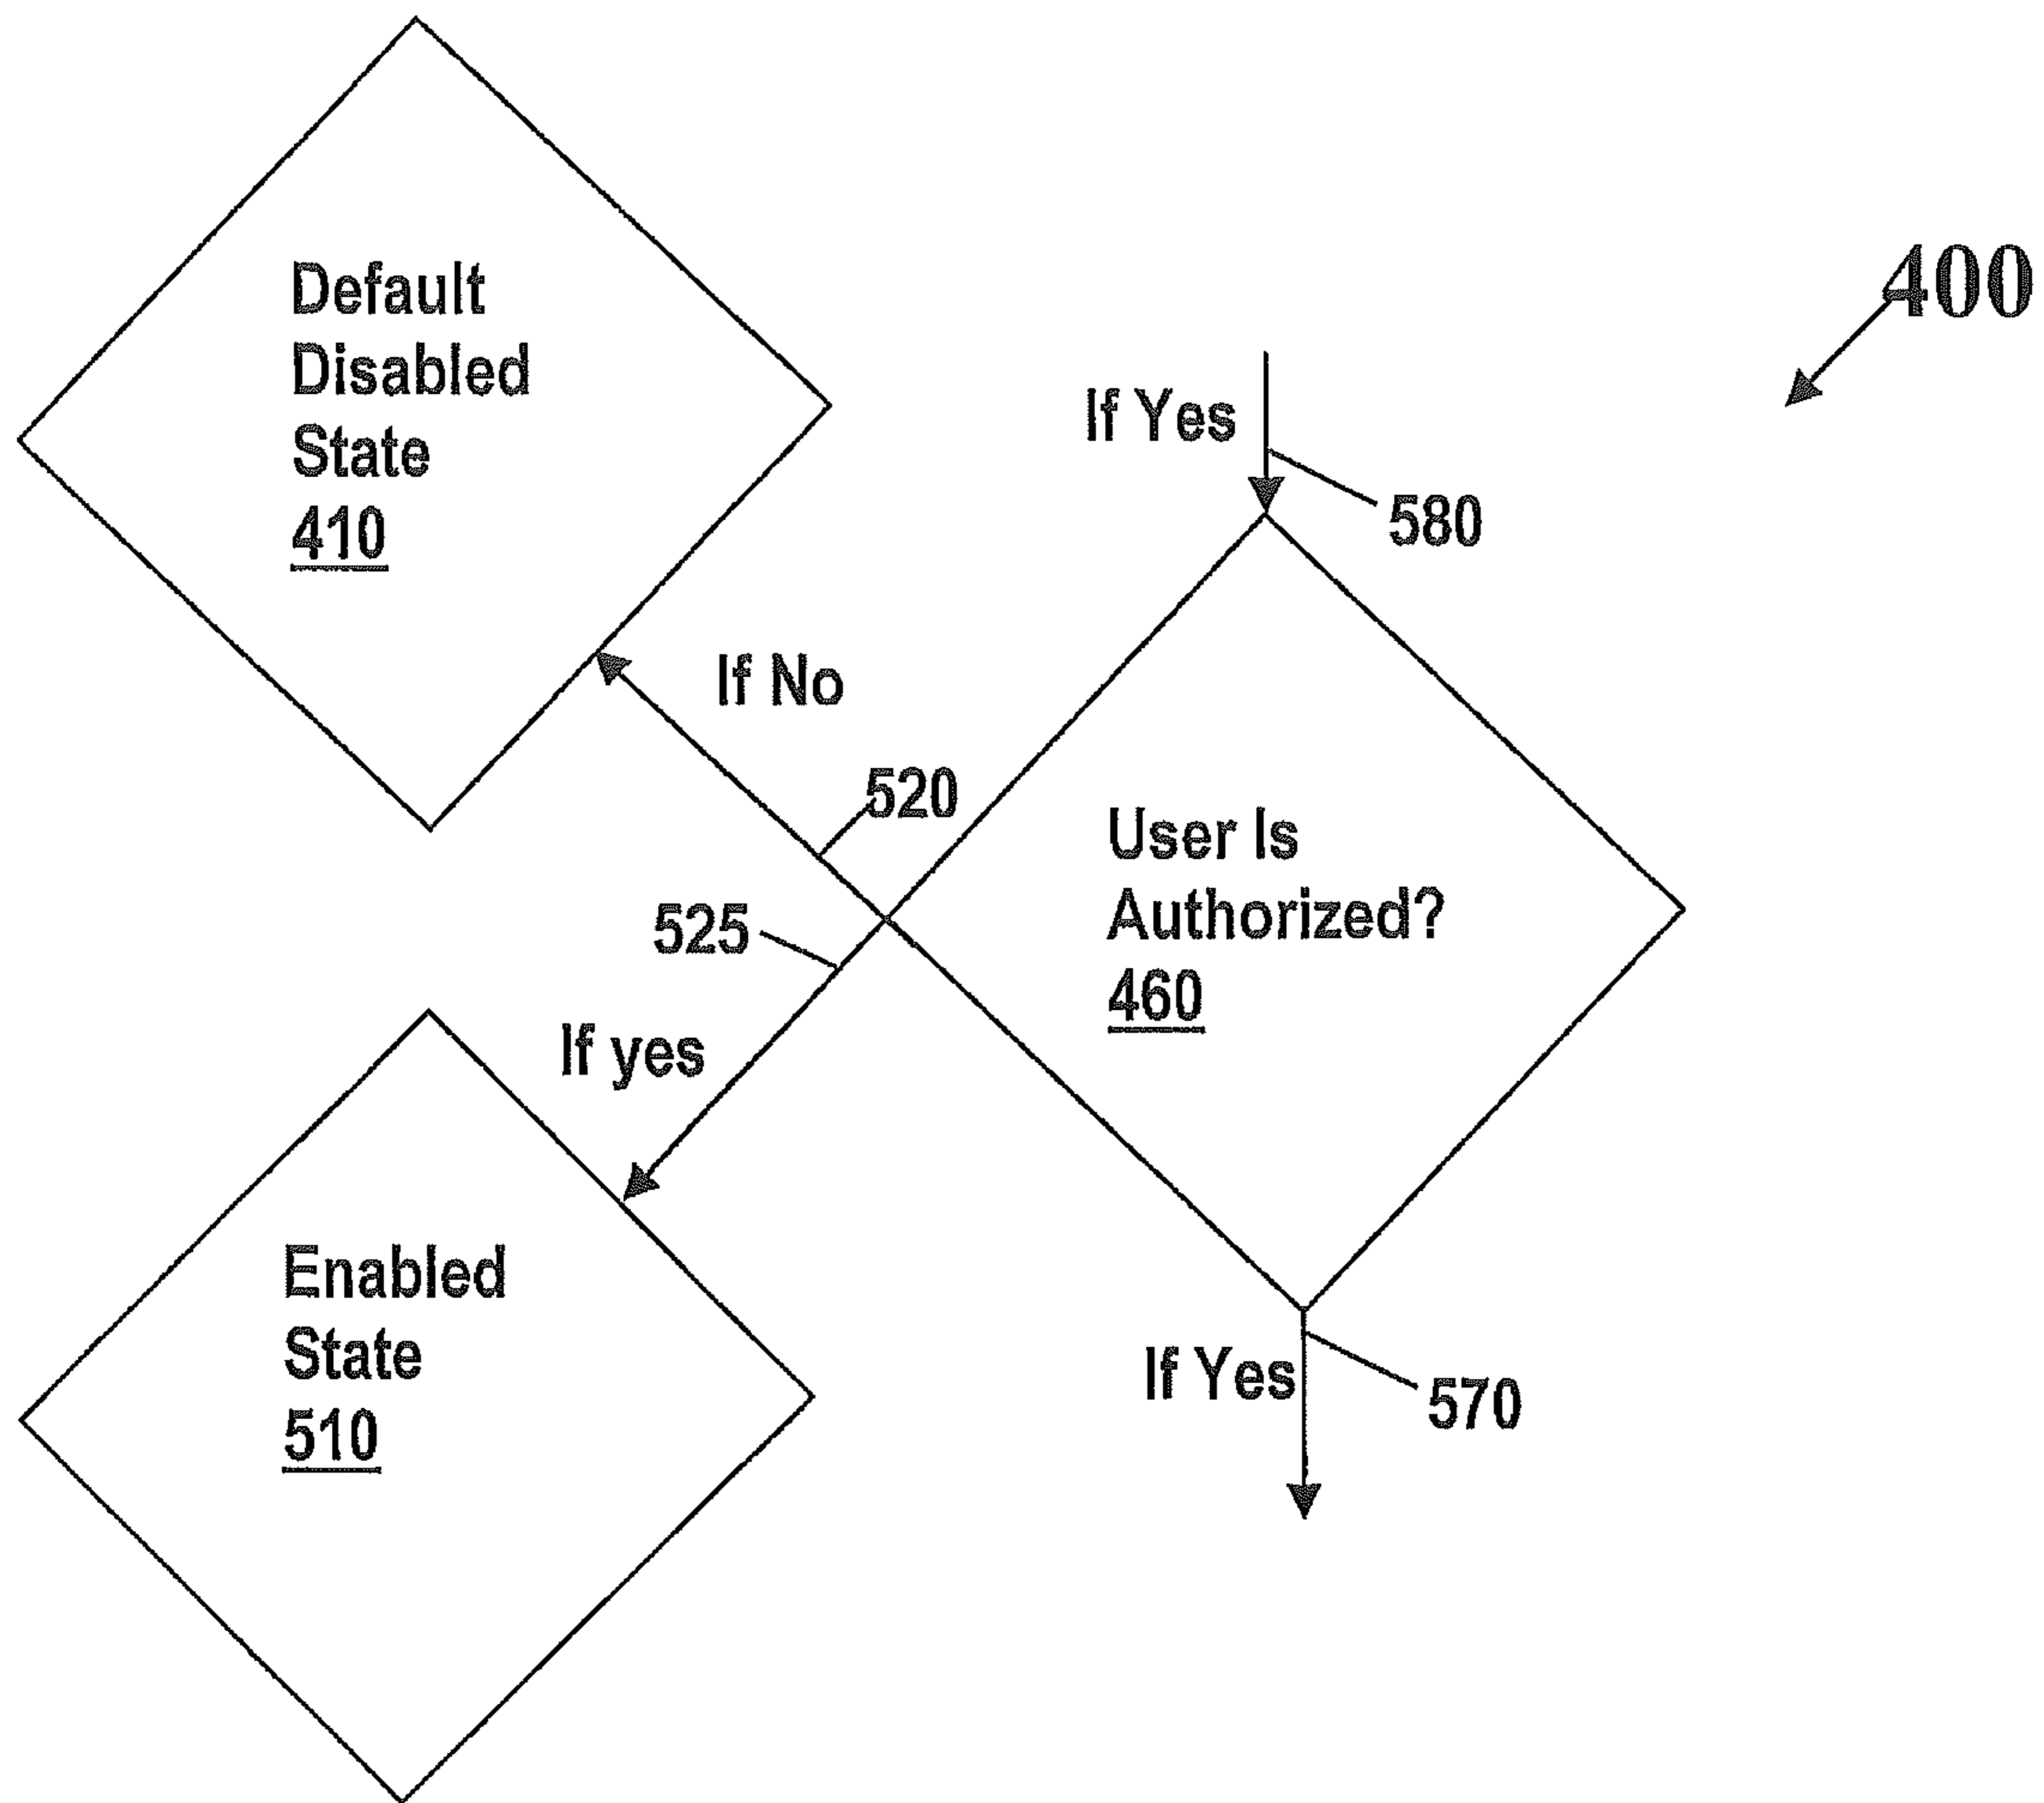 Default
Disabled
State
410
400
If Yes
580
If No
520
User Is
Authorized?
460
525
If yes
Enabled
State
510
If Yes
570